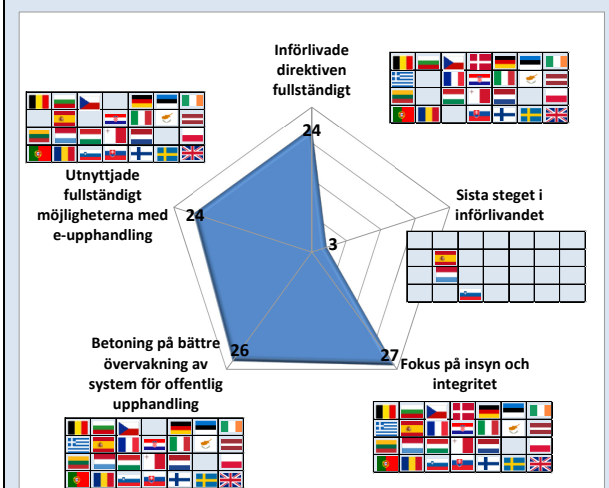 Införlivade
direktiven
fullständigt
24
Utnyttjade
fullständigt
möjligheterna med
e-upphandling
24
Sista steget i
införlivandet
3
Betoning på bättre
övervakning av
system för offentlig
upphandling
26
27
Fokus på insyn och
integritet